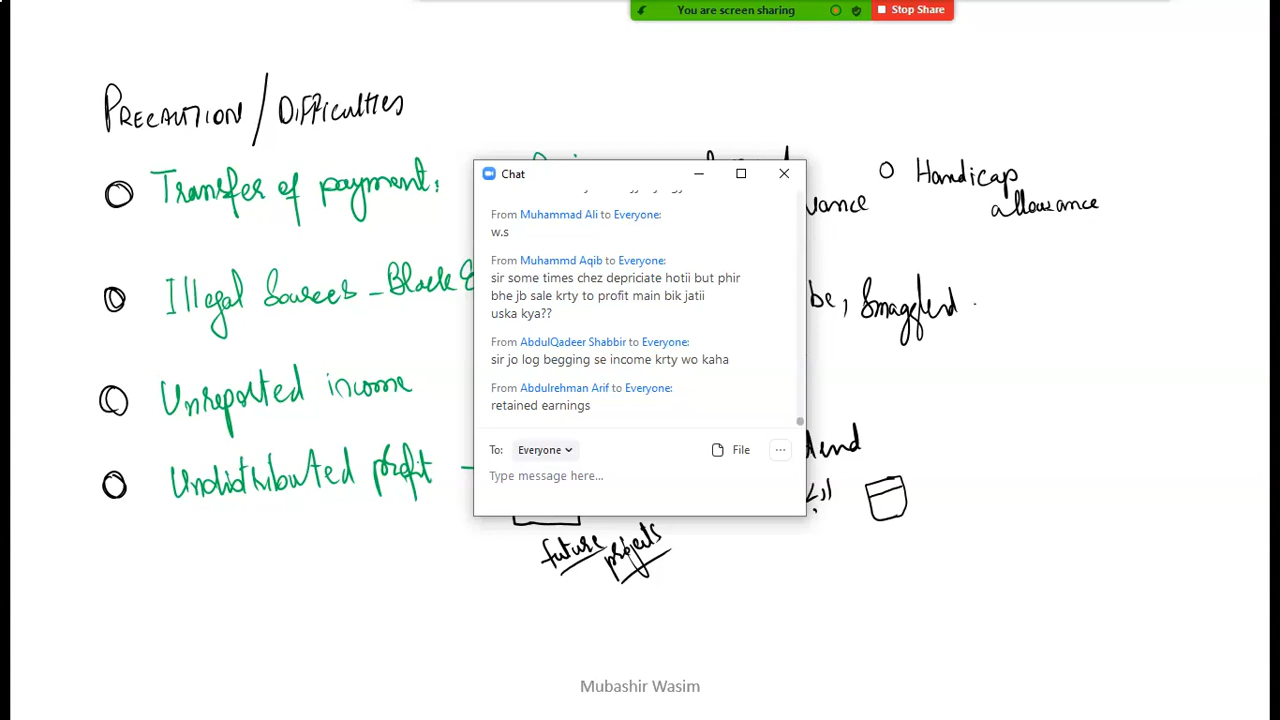 You are screen sharing
Stop Share
PRECAUTION / DIFFICULTIES
Transfer of payment:
Handicap
allowance
Illegal Sources - Black
be, Smuggled
Unreported income
Undistributed profit -
future projects
Chat
From Muhammad Ali to Everyone:
w.s
From Muhammd Aqib to Everyone:
sir some times chez depriciate hotii but phir
bhe jb sale krty to profit main bik jatii
uska kya??
From AbdulQadeer Shabbir to Everyone:
sir jo log begging se income krty wo kaha
From Abdulrehman Arif to Everyone:
retained earnings
To: Everyone File ...
Type message here...
Mubashir Wasim